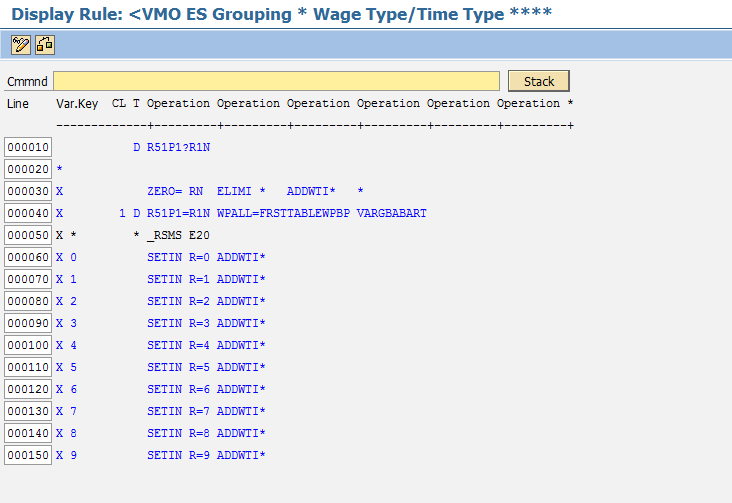 Display Rule: <VMO ES Grouping * Wage Type/Time Type ****
Cmmnd Stack
Line Var.Key CL T Operation Operation Operation Operation Operation Operation *
-------------+---------+---------+---------+---------+---------+---------+
000010 D R51P1?R1N
000020 *
000030 X ZERO= RN ELIMI * ADDWTI* *
000040 X 1 D R51P1=R1N WPALL=FRSTTABLEWPBP VARGBABART
000050 X * * _RSMS E20
000060 X 0 SETIN R=0 ADDWTI*
000070 X 1 SETIN R=1 ADDWTI*
000080 X 2 SETIN R=2 ADDWTI*
000090 X 3 SETIN R=3 ADDWTI*
000100 X 4 SETIN R=4 ADDWTI*
000110 X 5 SETIN R=5 ADDWTI*
000120 X 6 SETIN R=6 ADDWTI*
000130 X 7 SETIN R=7 ADDWTI*
000140 X 8 SETIN R=8 ADDWTI*
000150 X 9 SETIN R=9 ADDWTI*